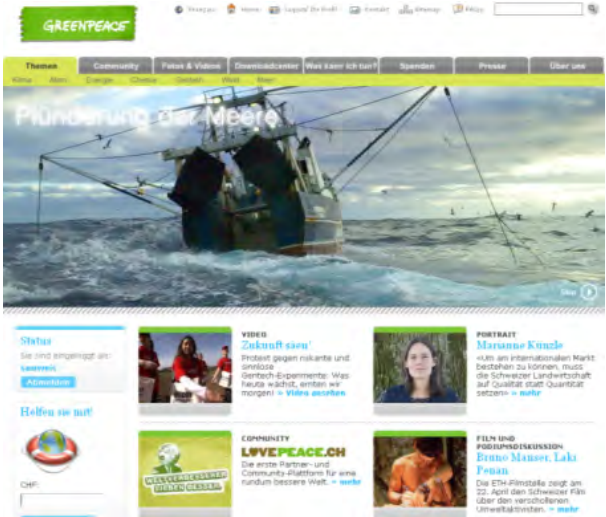 GREENPEACE
Home
Kontakt
Sitemap
Themen
Community
Fotos & Videos
Downloadcenter
Was kann ich tun?
Spenden
Presse
Über uns
Klima
Atom
Energie
Chemie
Gentech
Wald
Meer
Plünderung der Meere
Status
Sie sind eingeloggt als:
Abmelden
Helfen sie mit!
CHF:
VIDEO
Zukunft säen!
Protest gegen riskante und
sinnlose
Gentech-Experimente: Was
heute wächst, ernten wir
morgen! » Video ansehen
PORTRAIT
Marianne Künzle
«Um am internationalen Markt
bestehen zu können, muss
die Schweizer Landwirtschaft
auf Qualität statt Quantität
setzen» » mehr
WELTVERBESSERER
LIEBEN BESSER.
COMMUNITY
LOVEPEACE.CH
Die erste Partner- und
Community-Plattform für eine
rundum bessere Welt. » mehr
FILM UND
PODIUMSDISKUSSION
Bruno Manser, Laki
Penan
Die ETH-Filmstelle zeigt am
22. April den Schweizer Film
über den verschollenen
Umweltaktivisten. » mehr